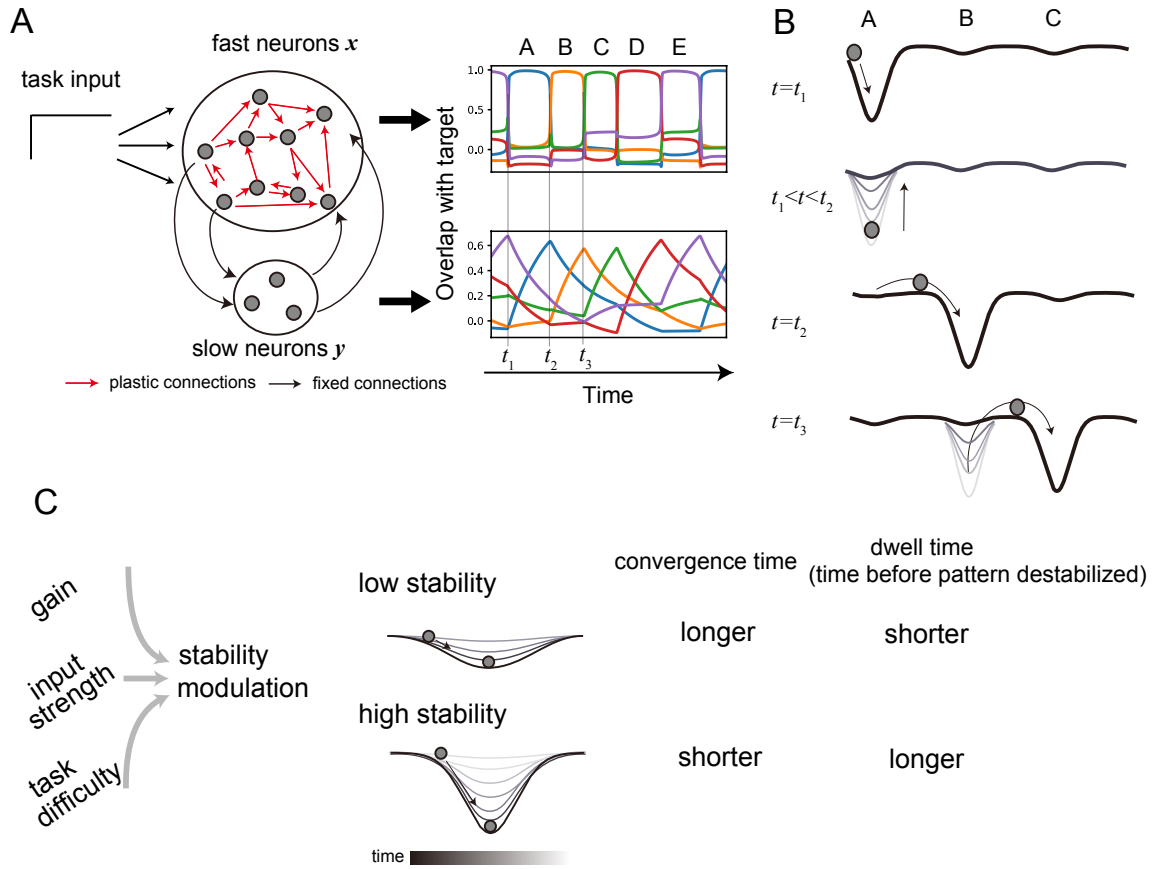 A
fast neurons x
task input
slow neurons y
plastic connections
fixed connections
A B C D E
Overlap with target
1.0
0.5
0.0
0.6
0.4
0.2
0.0
t1 t2 t3
Time
B
A B C
t=t1
t1<t<t2
t=t2
t=t3
C
gain
input
strength
task
difficulty
stability
modulation
convergence time
dwell time
(time before pattern destabilized)
low stability
longer
shorter
high stability
shorter
longer
time